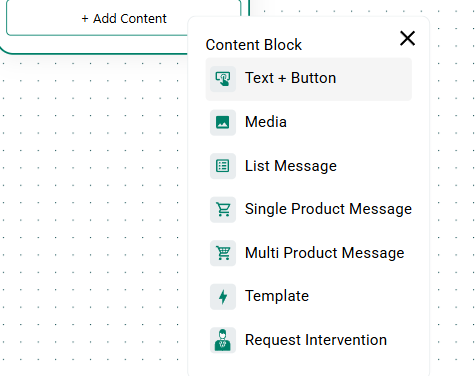 + Add Content
Content Block
Text + Button
Media
List Message
Single Product Message
Multi Product Message
Template
Request Intervention